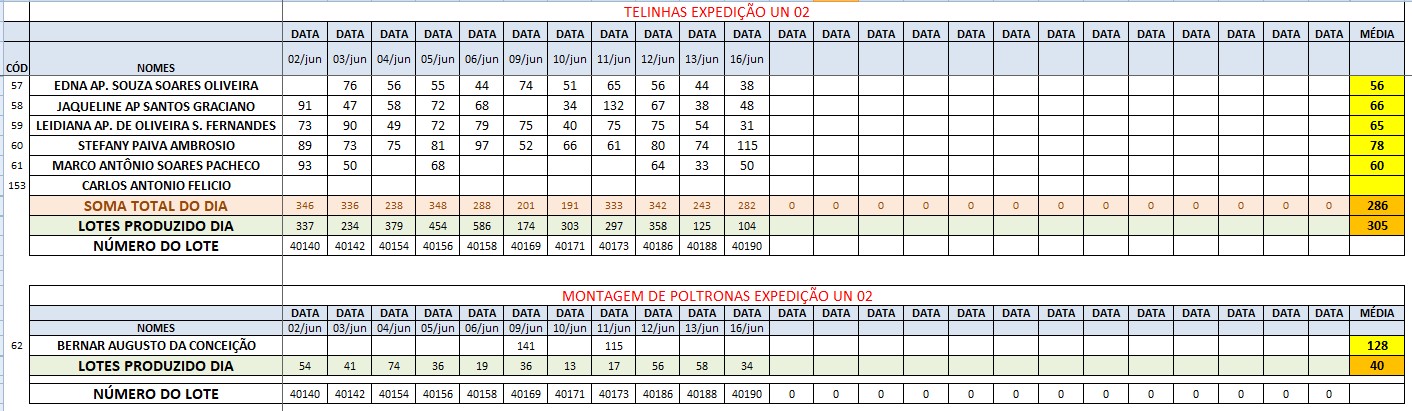 TELINHAS EXPEDIÇÃO UN 02
DATA DATA DATA DATA DATA DATA DATA DATA DATA DATA DATA DATA DATA DATA DATA DATA DATA DATA DATA DATA DATA DATA DATA DATA MÉDIA
CÓD NOMES 02/jun 03/jun 04/jun 05/jun 06/jun 09/jun 10/jun 11/jun 12/jun 13/jun 16/jun
57 EDNA AP. SOUZA SOARES OLIVEIRA 76 56 55 44 74 51 65 56 44 38 56
58 JAQUELINE AP SANTOS GRACIANO 91 47 58 72 68 34 132 67 38 48 66
59 LEIDIANA AP. DE OLIVEIRA S. FERNANDES 73 90 49 72 79 75 40 75 75 54 31 65
60 STEFANY PAIVA AMBROSIO 89 73 75 81 97 52 66 61 80 74 115 78
61 MARCO ANTÔNIO SOARES PACHECO 93 50 68 64 33 50 60
153 CARLOS ANTONIO FELICIO
SOMA TOTAL DO DIA 346 336 238 348 288 201 191 333 342 243 282 0 0 0 0 0 0 0 0 0 0 0 0 0 286
LOTES PRODUZIDO DIA 337 234 379 454 586 174 303 297 358 125 104 305
NÚMERO DO LOTE 40140 40142 40154 40156 40158 40169 40171 40173 40186 40188 40190
MONTAGEM DE POLTRONAS EXPEDIÇÃO UN 02
DATA DATA DATA DATA DATA DATA DATA DATA DATA DATA DATA DATA DATA DATA DATA DATA DATA DATA DATA DATA DATA DATA DATA DATA MÉDIA
NOMES 02/jun 03/jun 04/jun 05/jun 06/jun 09/jun 10/jun 11/jun 12/jun 13/jun 16/jun
62 BERNAR AUGUSTO DA CONCEIÇÃO 141 115 128
LOTES PRODUZIDO DIA 54 41 74 36 19 36 13 17 56 58 34 40
NÚMERO DO LOTE 40140 40142 40154 40156 40158 40169 40171 40173 40186 40188 40190 0 0 0 0 0 0 0 0 0 0 0 0 0